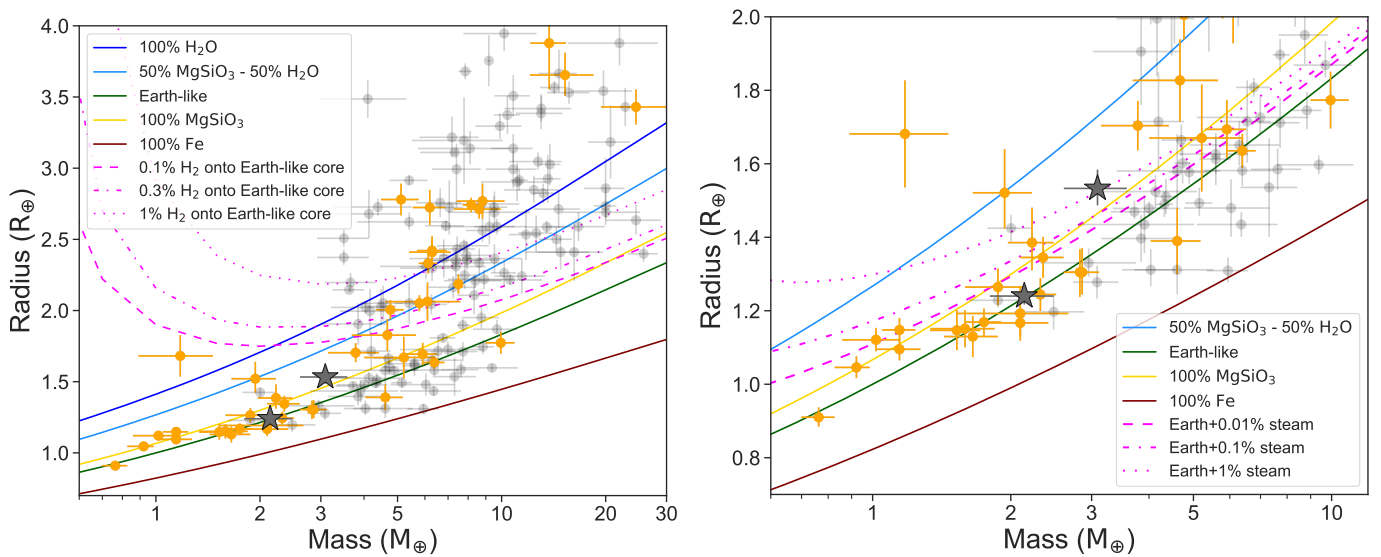 4.0
3.5
3.0
2.5
2.0
1.5
1.0
Radius (R⊕)
100% H₂O
50% MgSiO₃ - 50% H₂O
Earth-like
100% MgSiO₃
100% Fe
0.1% H₂ onto Earth-like core
0.3% H₂ onto Earth-like core
1% H₂ onto Earth-like core
1 2 5 10 20 30
Mass (M⊕)
2.0
1.8
1.6
1.4
1.2
1.0
0.8
Radius (R⊕)
50% MgSiO₃ - 50% H₂O
Earth-like
100% MgSiO₃
100% Fe
Earth+0.01% steam
Earth+0.1% steam
Earth+1% steam
1 2 3 5 10
Mass (M⊕)